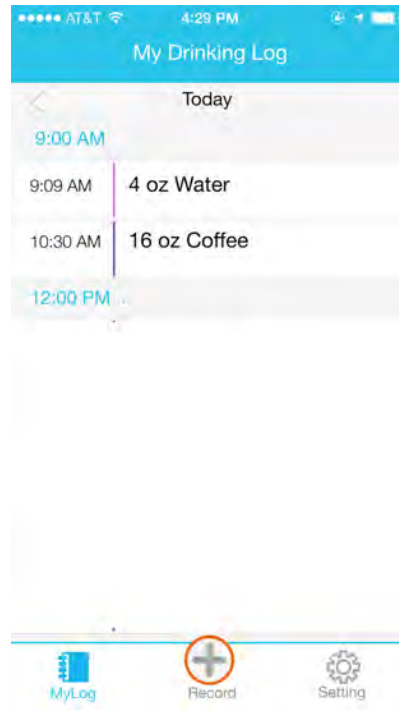 AT&T 4:29 PM
My Drinking Log
Today
9:00 AM
9:09 AM 4 oz Water
10:30 AM 16 oz Coffee
12:00 PM
MyLog Record Setting